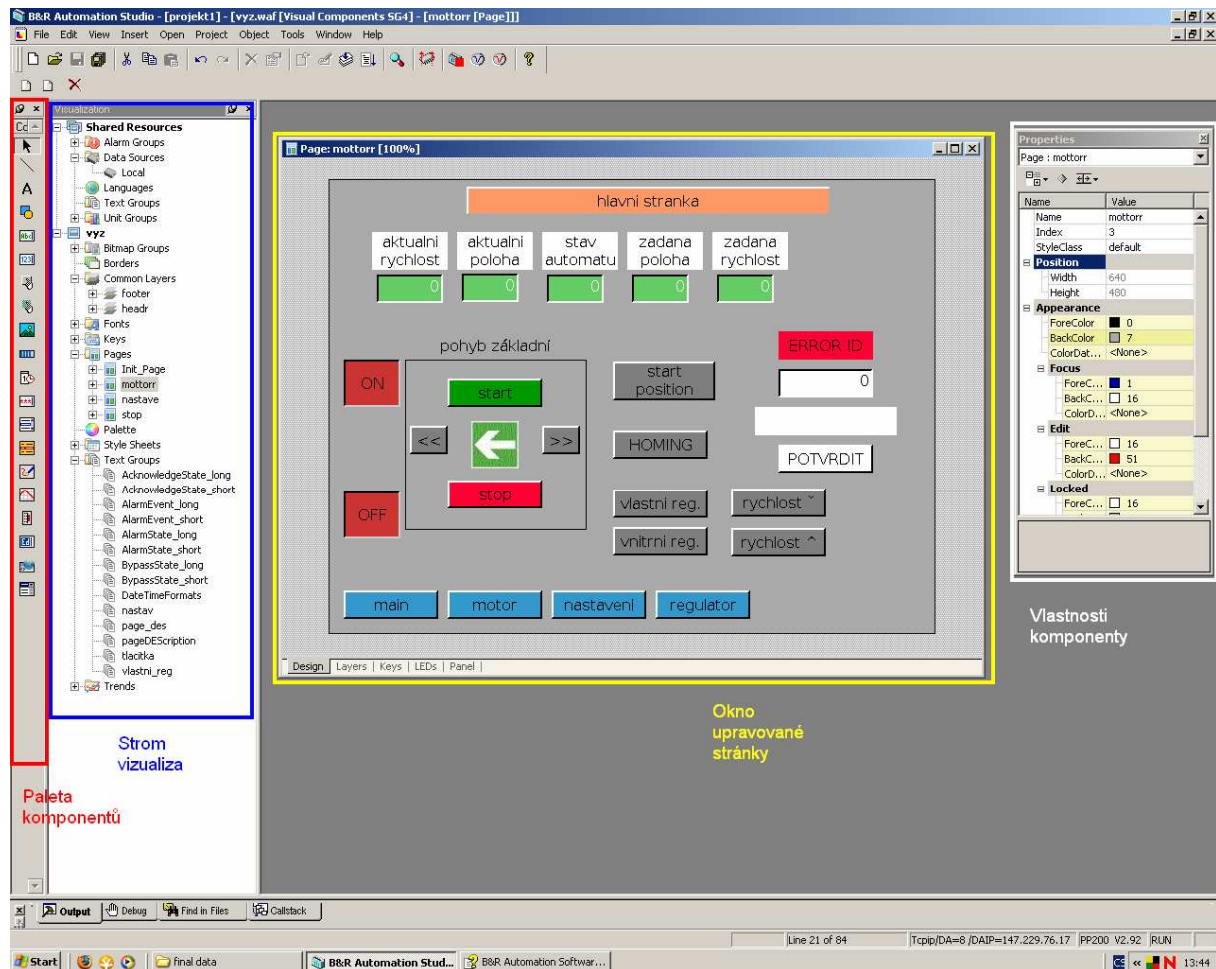 B&R Automation Studio - [projekt1] - [vyz.waf [Visual Components SG4] - [mottorr [Page]]]
File Edit View Insert Open Project Object Tools Window Help
Visualization
Shared Resources
Alarm Groups
Data Sources
Local
Languages
Text Groups
Unit Groups
vyz
Bitmap Groups
Borders
Common Layers
footer
headr
Fonts
Keys
Pages
Init_Page
mottorr
nastave
stop
Palette
Style Sheets
Text Groups
AcknowledgeState_long
AcknowledgeState_short
AlarmEvent_long
AlarmEvent_short
AlarmState_long
AlarmState_short
BypassState_long
BypassState_short
DateTimeFormats
nastav
page_des
pageDEScription
tlacitka
vlastni_reg
Trends
Strom
vizualiza
Paleta
komponentů
Page: mottorr [100%]
hlavni stranka
aktualni rychlost
aktualni poloha
stav automatu
zadana poloha
zadana rychlost
0 0 0 0 0
pohyb základní
ON
start
<< >>
stop
OFF
start position
HOMING
vlastni reg.
rychlost ˇ
vnitrni reg.
rychlost ^
ERROR ID
0
POTVRDIT
main motor nastaveni regulator
Design Layers Keys LEDs Panel
Okno
upravované
stránky
Properties
Page : mottorr
Name Value
Name mottorr
Index 3
StyleClass default
Position
Width 640
Height 480
Appearance
ForeColor 0
BackColor 7
ColorDat... <None>
Focus
ForeC... 1
BackC... 16
ColorD... <None>
Edit
ForeC... 16
BackC... 51
ColorD... <None>
Locked
ForeC... 16
Vlastnosti
komponenty
Output Debug Find in Files Callstack
Line 21 of 84 Tcpip/DA=8 /DAIP=147.229.76.17 PP200 V2.92 RUN
Start final data B&R Automation Stud... B&R Automation Softwar... CS « 13:44